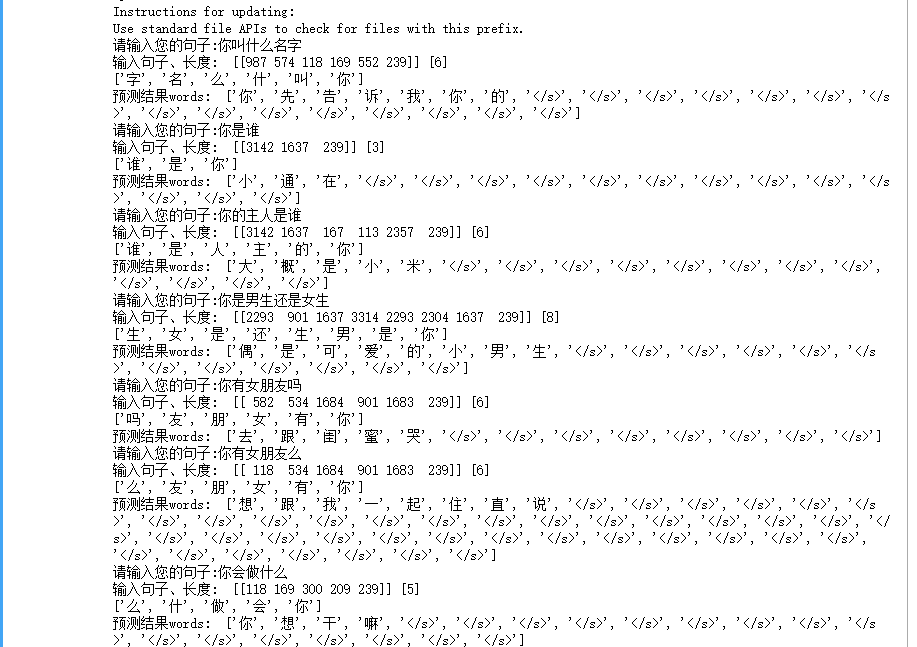 Instructions for updating:
Use standard file APIs to check for files with this prefix.
请输入您的句子:你叫什么名字
输入句子、长度: [[987 574 118 169 552 239]] [6]
['字', '名', '么', '什', '叫', '你']
预测结果words: ['你', '先', '告', '诉', '我', '你', '的', '</s>', '</s>', '</s>', '</s>', '</s>', '</s>', '</s
>', '</s>', '</s>', '</s>', '</s>', '</s>', '</s>', '</s>', '</s>']
请输入您的句子:你是谁
输入句子、长度: [[3142 1637  239]] [3]
['谁', '是', '你']
预测结果words: ['小', '通', '在', '</s>', '</s>', '</s>', '</s>', '</s>', '</s>', '</s>', '</s>', '</s>', '</s
>', '</s>', '</s>', '</s>']
请输入您的句子:你的主人是谁
输入句子、长度: [[3142 1637  167  113 2357  239]] [6]
['谁', '是', '人', '主', '的', '你']
预测结果words: ['大', '概', '是', '小', '米', '</s>', '</s>', '</s>', '</s>', '</s>', '</s>', '</s>', '</s>',
'</s>', '</s>', '</s>', '</s>']
请输入您的句子:你是男生还是女生
输入句子、长度: [[2293  901 1637 3314 2293 2304 1637  239]] [8]
['生', '女', '是', '还', '生', '男', '是', '你']
预测结果words: ['偶', '是', '可', '爱', '的', '小', '男', '生', '</s>', '</s>', '</s>', '</s>', '</s>', '</s
>', '</s>', '</s>', '</s>', '</s>', '</s>', '</s>']
请输入您的句子:你有女朋友吗
输入句子、长度: [[ 582  534 1684  901 1683  239]] [6]
['吗', '友', '朋', '女', '有', '你']
预测结果words: ['去', '跟', '闺', '蜜', '哭', '</s>', '</s>', '</s>', '</s>', '</s>', '</s>', '</s>', '</s>']
请输入您的句子:你有女朋友么
输入句子、长度: [[ 118  534 1684  901 1683  239]] [6]
['么', '友', '朋', '女', '有', '你']
预测结果words: ['想', '跟', '我', '一', '起', '住', '直', '说', '</s>', '</s>', '</s>', '</s>', '</s>', '</s
>', '</s>', '</s>', '</s>', '</s>', '</s>', '</s>', '</s>', '</s>', '</s>', '</s>', '</s>', '</s>', '</s>', '</
s>', '</s>', '</s>', '</s>', '</s>', '</s>', '</s>', '</s>', '</s>', '</s>', '</s>', '</s>', '</s>', '</s>',
'</s>', '</s>', '</s>', '</s>', '</s>', '</s>', '</s>']
请输入您的句子:你会做什么
输入句子、长度: [[118 169 300 209 239]] [5]
['么', '什', '做', '会', '你']
预测结果words: ['你', '想', '干', '嘛', '</s>', '</s>', '</s>', '</s>', '</s>', '</s>', '</s>', '</s>', '</s
>', '</s>', '</s>', '</s>', '</s>', '</s>', '</s>', '</s>']